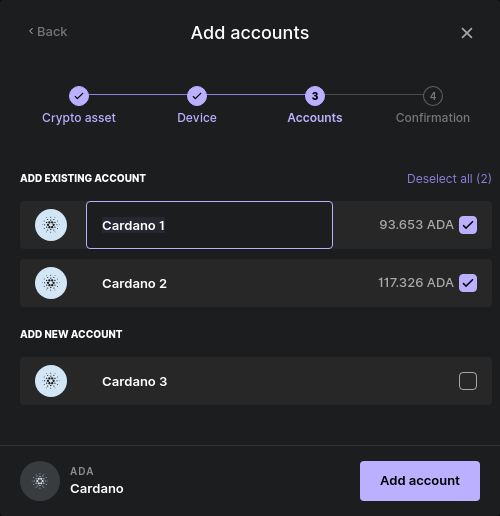 Back
Add accounts
3
4
Crypto asset
Device
Accounts
Confirmation
ADD EXISTING ACCOUNT
Deselect all (2)
Cardano 1
93.653 ADA
Cardano 2
117.326 ADA
ADD NEW ACCOUNT
Cardano 3
ADA
Cardano
Add account